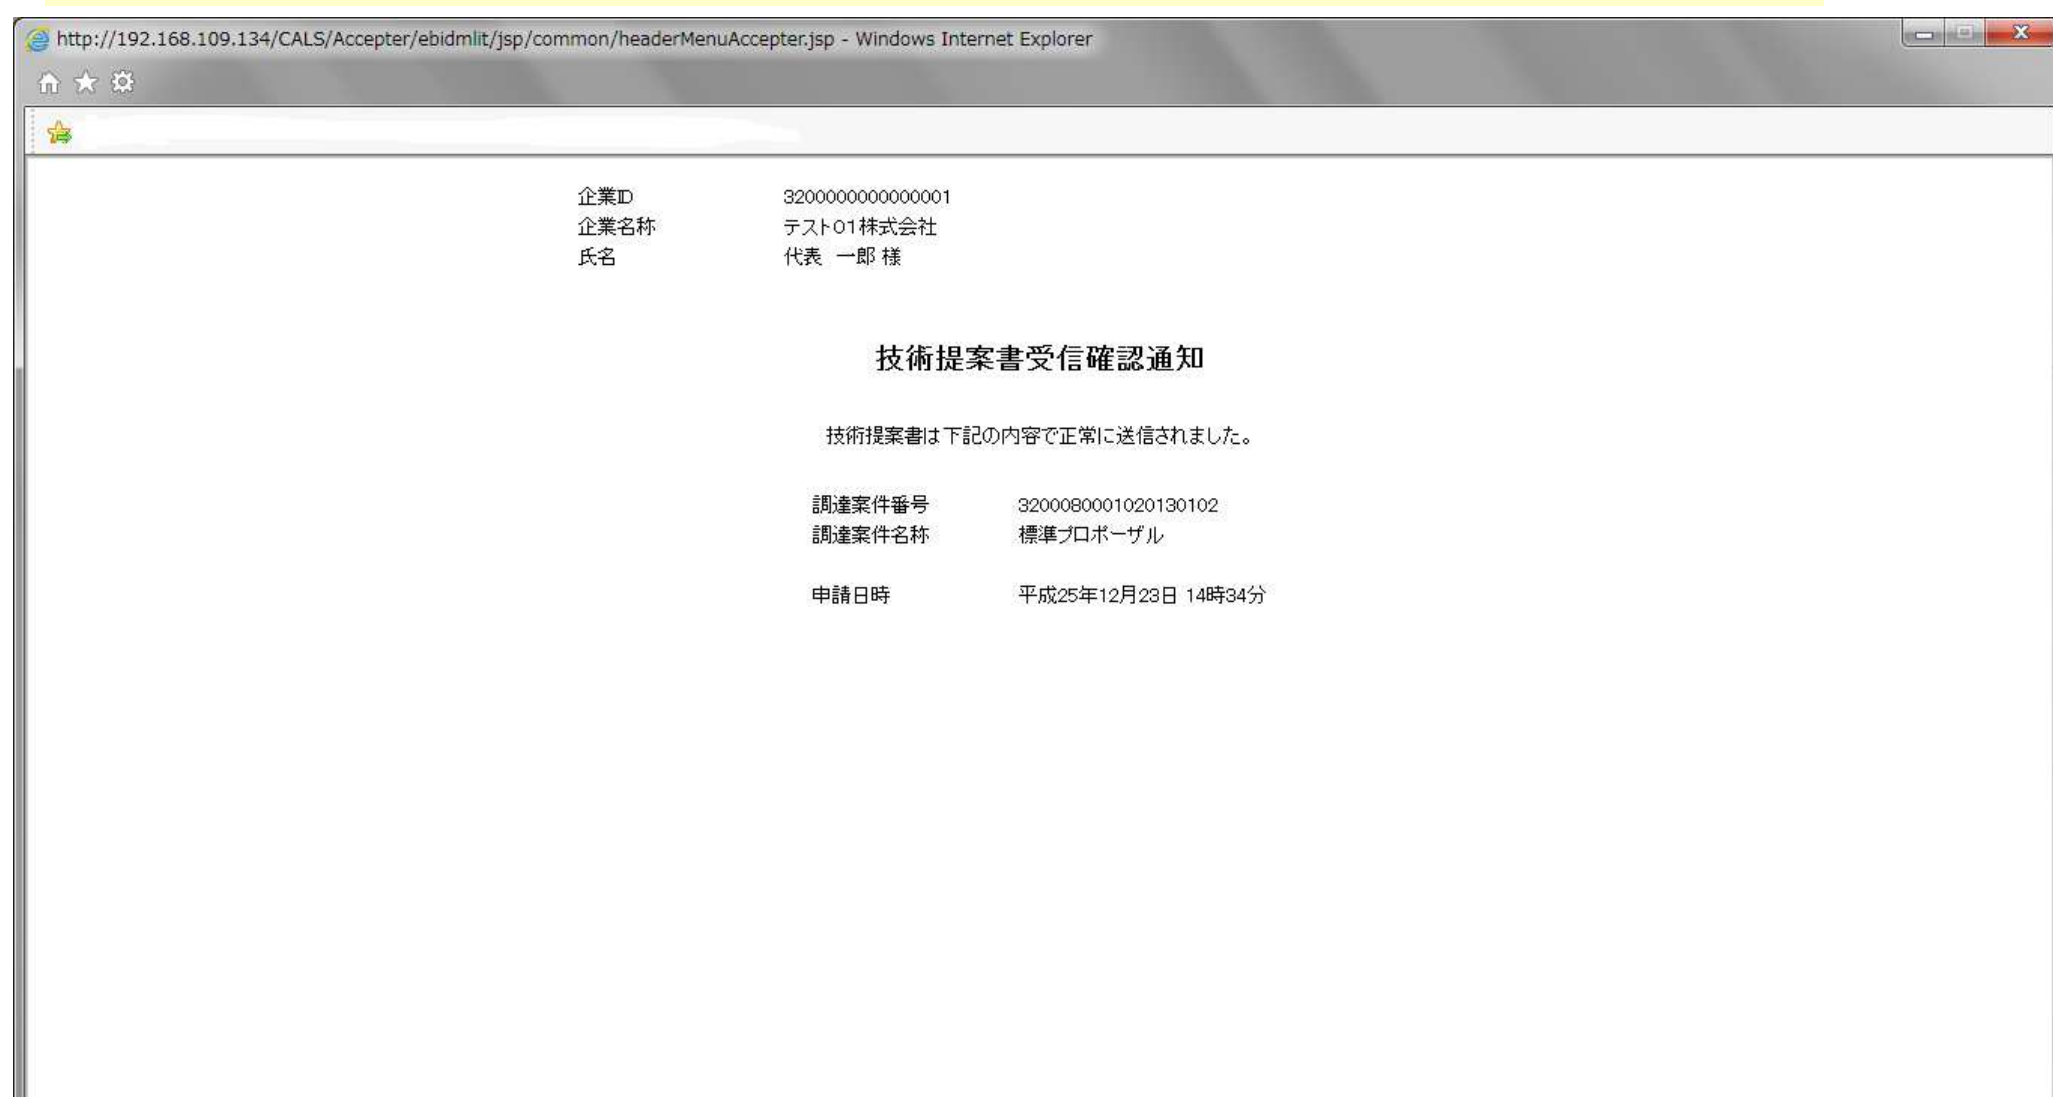 http://192.168.109.134/CALS/Accepter/ebidmlit/jsp/common/headerMenuAccepter.jsp - Windows Internet Explorer
企業ID 3200000000000001
企業名称 テスト01株式会社
氏名 代表 一郎 様
技術提案書受信確認通知
技術提案書は下記の内容で正常に送信されました。
調達案件番号 3200080001020130102
調達案件名称 標準プロポーザル
申請日時 平成25年12月23日 14時34分